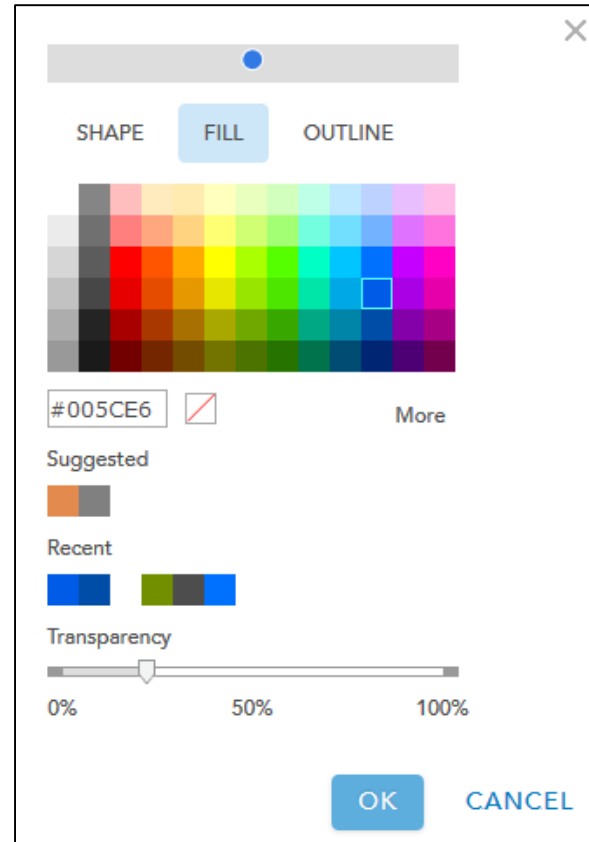 SHAPE FILL OUTLINE
#005CE6 More
Suggested
Recent
Transparency
0% 50% 100%
OK CANCEL